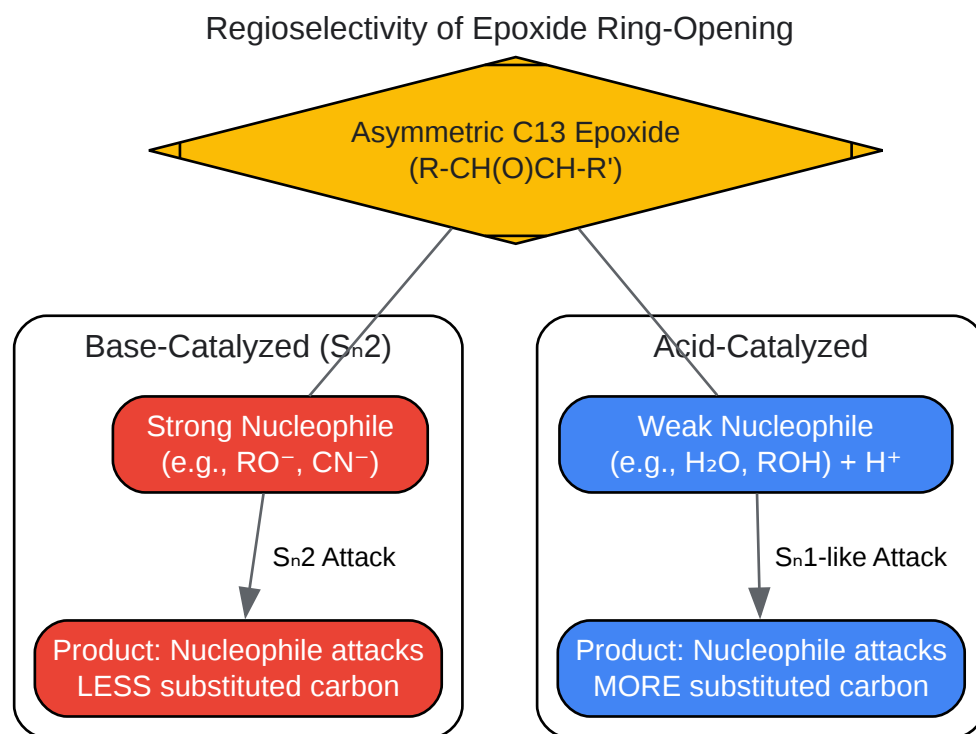 Regioselectivity of Epoxide Ring-Opening
Asymmetric C13 Epoxide
(R-CH(O)CH-R')
Base-Catalyzed (Sₙ2)
Strong Nucleophile
(e.g., RO⁻, CN⁻)
Sₙ2 Attack
Product: Nucleophile attacks
LESS substituted carbon
Acid-Catalyzed
Weak Nucleophile
(e.g., H₂O, ROH) + H⁺
Sₙ1-like Attack
Product: Nucleophile attacks
MORE substituted carbon